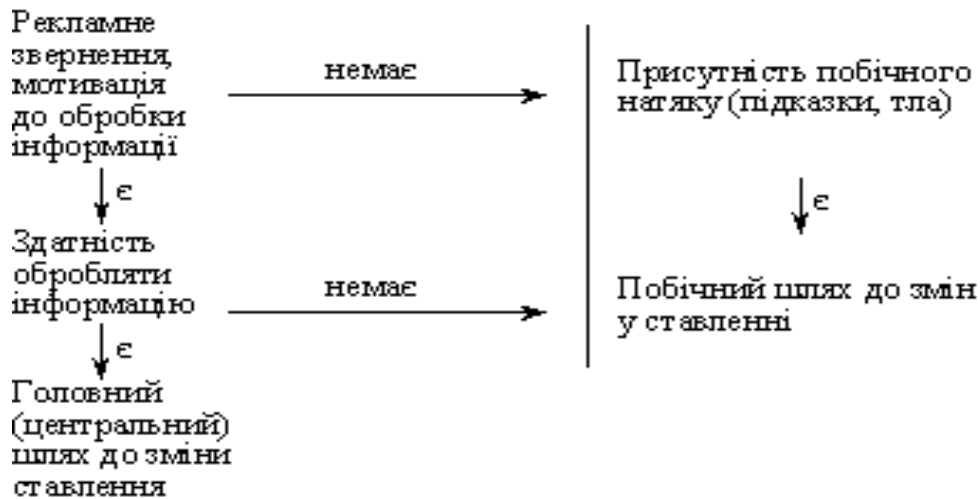 Рекламне
звернення,
мотивація
до обробки
інформації
немає
Присутність побічного
натяку (підказки, тла)
є
є
Здатність
обробляти
інформацію
немає
Побічний шлях до змін
у ставленні
є
Головний
(центральний)
шлях до зміни
ставлення